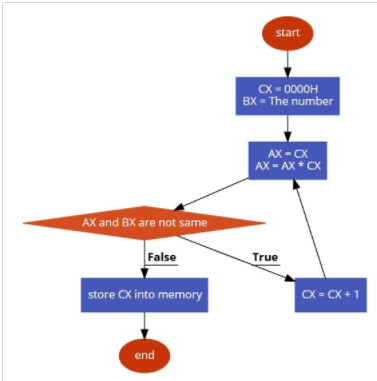 start
CX = 0000H
BX = The number
AX = CX
AX = AX * CX
AX and BX are not same
False
True
store CX into memory
CX = CX + 1
end